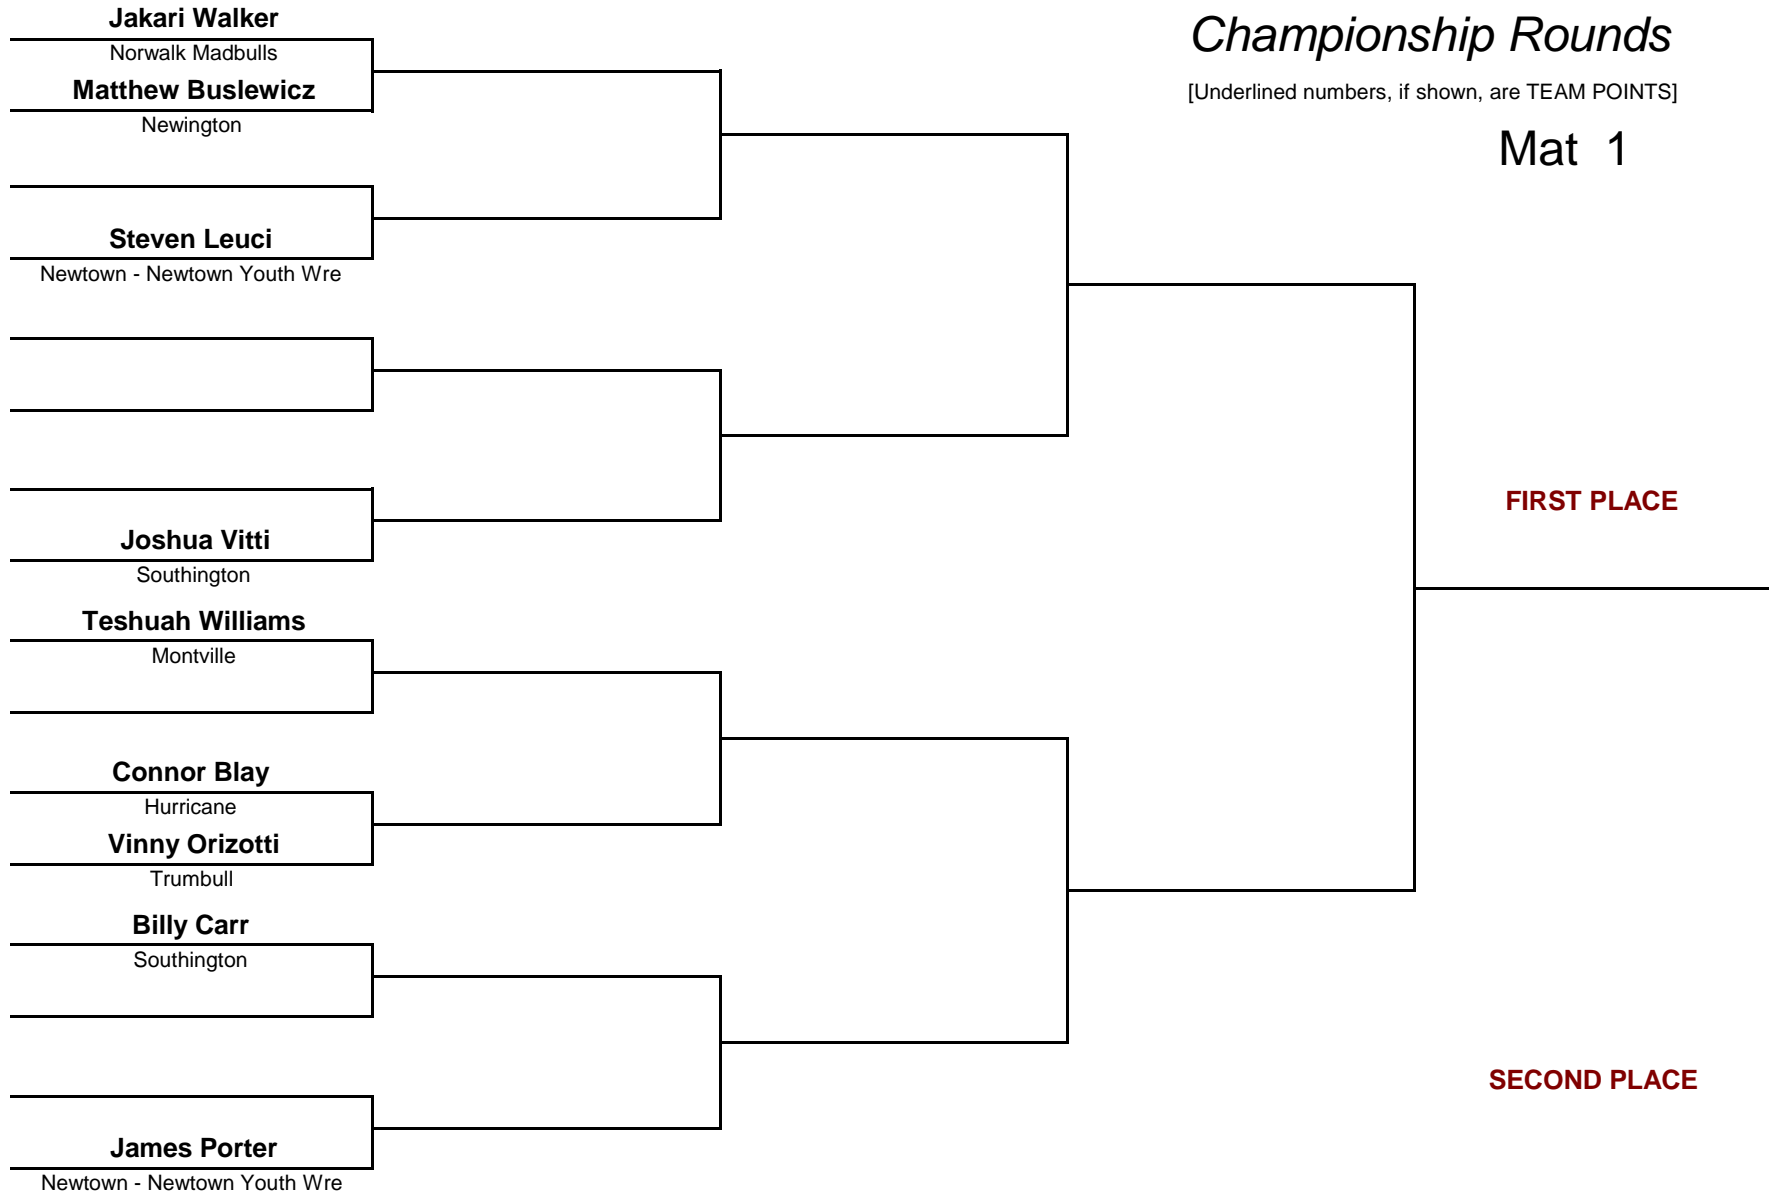 Jakari Walker
Norwalk Madbulls
Matthew Buslewicz
Newington
Steven Leuci
Newtown - Newtown Youth Wre
Joshua Vitti
Southington
Teshuah Williams
Montville
Connor Blay
Hurricane
Vinny Orizotti
Trumbull
Billy Carr
Southington
James Porter
Newtown - Newtown Youth Wre
Championship Rounds
[Underlined numbers, if shown, are TEAM POINTS]
Mat 1
FIRST PLACE
SECOND PLACE